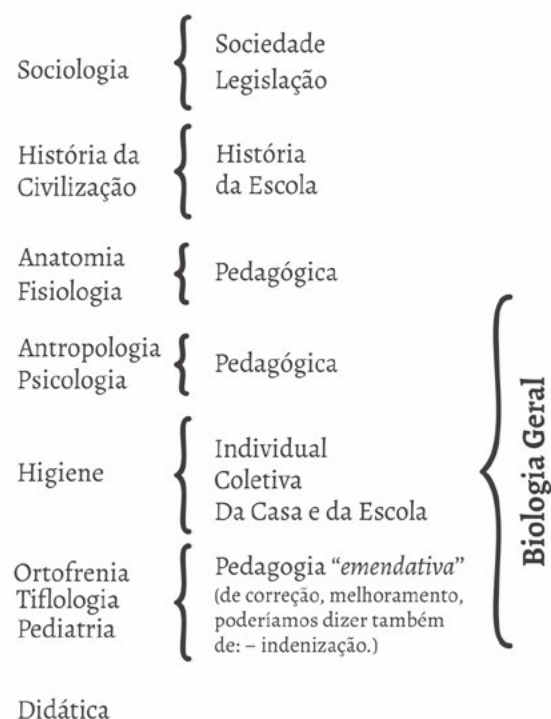 Sociologia
Sociedade
Legislação
História da
Civilização
História
da Escola
Anatomia
Fisiologia
Pedagógica
Antropologia
Psicologia
Pedagógica
Higiene
Individual
Coletiva
Da Casa e da Escola
Ortofrenia
Tiflologia
Pediatria
Pedagogia “emendativa”
(de correção, melhoramento,
poderíamos dizer também
de: – indenização.)
Biologia Geral
Didática